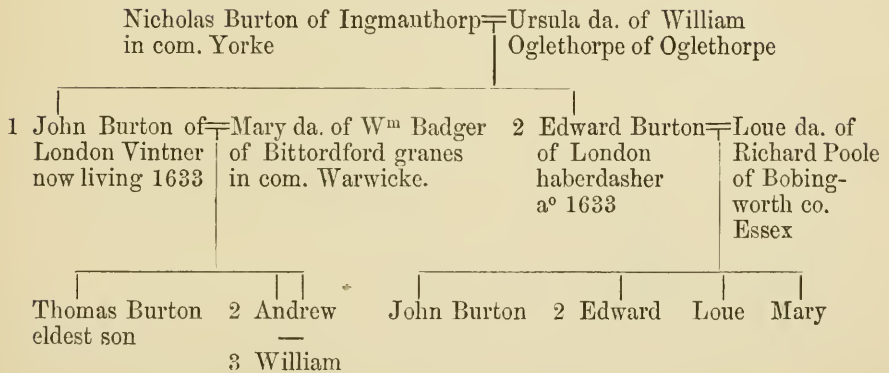 Nicholas Burton of Ingmanthorp
in com. Yorke
Ursula da. of William
Oglethorpe of Oglethorpe
1 John Burton of
London Vintner
now living 1633
Mary da. of Wm Badger
of Bittordford granes
in com. Warwicke.
2 Edward Burton
of London
haberdasher
ao 1633
Loue da. of
Richard Poole
of Bobing-
worth co.
Essex
Thomas Burton
eldest son
2 Andrew
—
3 William
John Burton
2 Edward
Loue
Mary